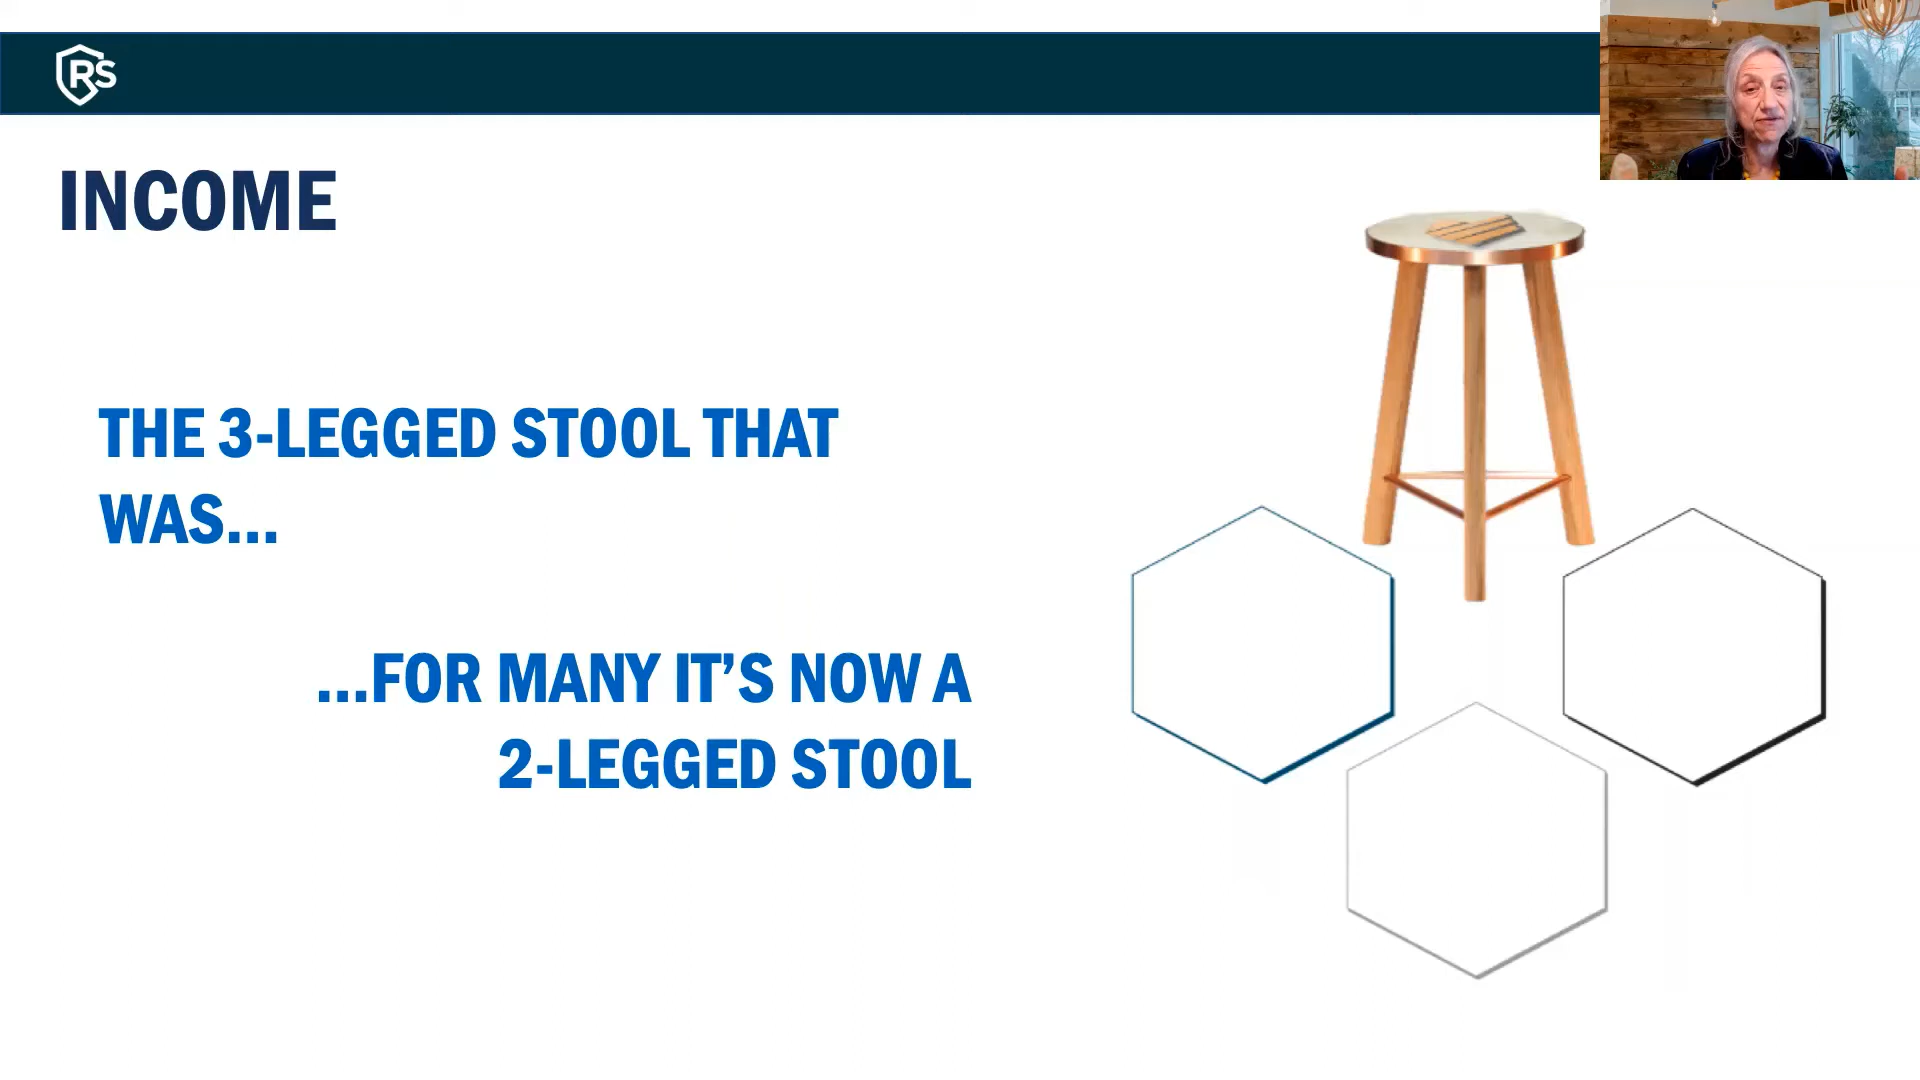 RS
INCOME
THE 3-LEGGED STOOL THAT
WAS...
...FOR MANY IT’S NOW A
2-LEGGED STOOL